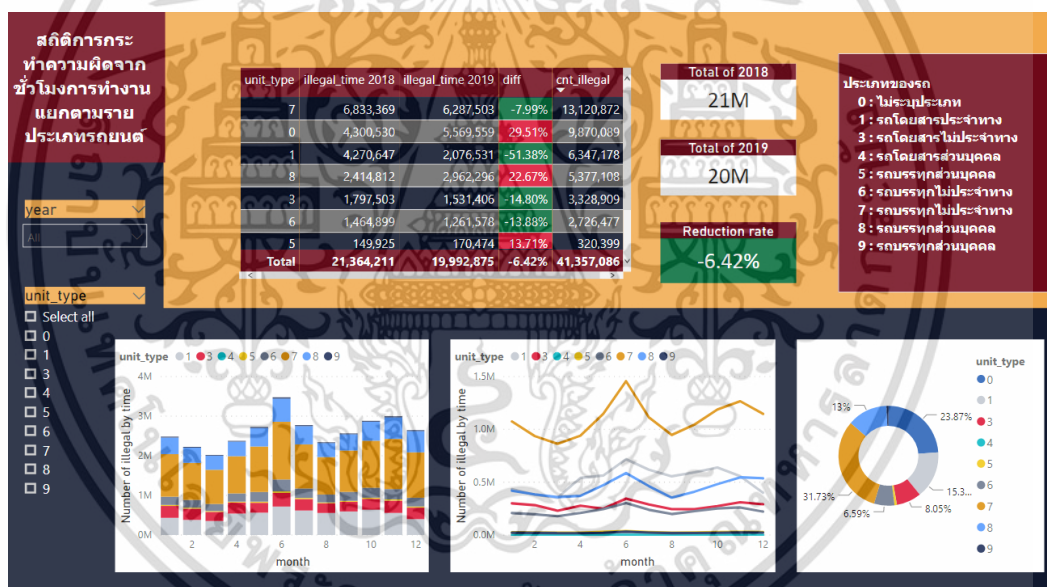 สถิติการกระ
ทำความผิดจาก
ชั่วโมงการทำงาน
แยกตามราย
ประเภทรถยนต์
year
All
unit_type
Select all
0
1
3
4
5
6
7
8
9
unit_type illegal_time 2018 illegal_time 2019 diff cnt_illegal
7 6,833,369 6,287,503 -7.99% 13,120,872
0 4,300,530 5,569,559 29.51% 9,870,089
1 4,270,647 2,076,531 -51.38% 6,347,178
8 2,414,812 2,962,296 22.67% 5,377,108
3 1,797,503 1,531,406 -14.80% 3,328,909
6 1,464,899 1,261,578 -13.88% 2,726,477
5 149,925 170,474 13.71% 320,399
Total 21,364,211 19,992,875 -6.42% 41,357,086
Total of 2018
21M
Total of 2019
20M
Reduction rate
-6.42%
ประเภทของรถ
0 : ไม่ระบุประเภท
1 : รถโดยสารประจำทาง
3 : รถโดยสารไม่ประจำทาง
4 : รถโดยสารส่วนบุคคล
5 : รถบรรทุกส่วนบุคคล
6 : รถบรรทุกไม่ประจำทาง
7 : รถบรรทุกไม่ประจำทาง
8 : รถบรรทุกส่วนบุคคล
9 : รถบรรทุกส่วนบุคคล
unit_type 1 3 4 5 6 7 8 9
Number of illegal by time
4M
3M
2M
1M
0M
2 4 6 8 10 12
month
unit_type 1 3 4 5 6 7 8 9
Number of illegal by time
1.5M
1.0M
0.5M
0.0M
2 4 6 8 10 12
month
unit_type
0
1
3
4
5
6
7
8
9
13%
23.87%
31.73%
15.3...
6.59%
8.05%